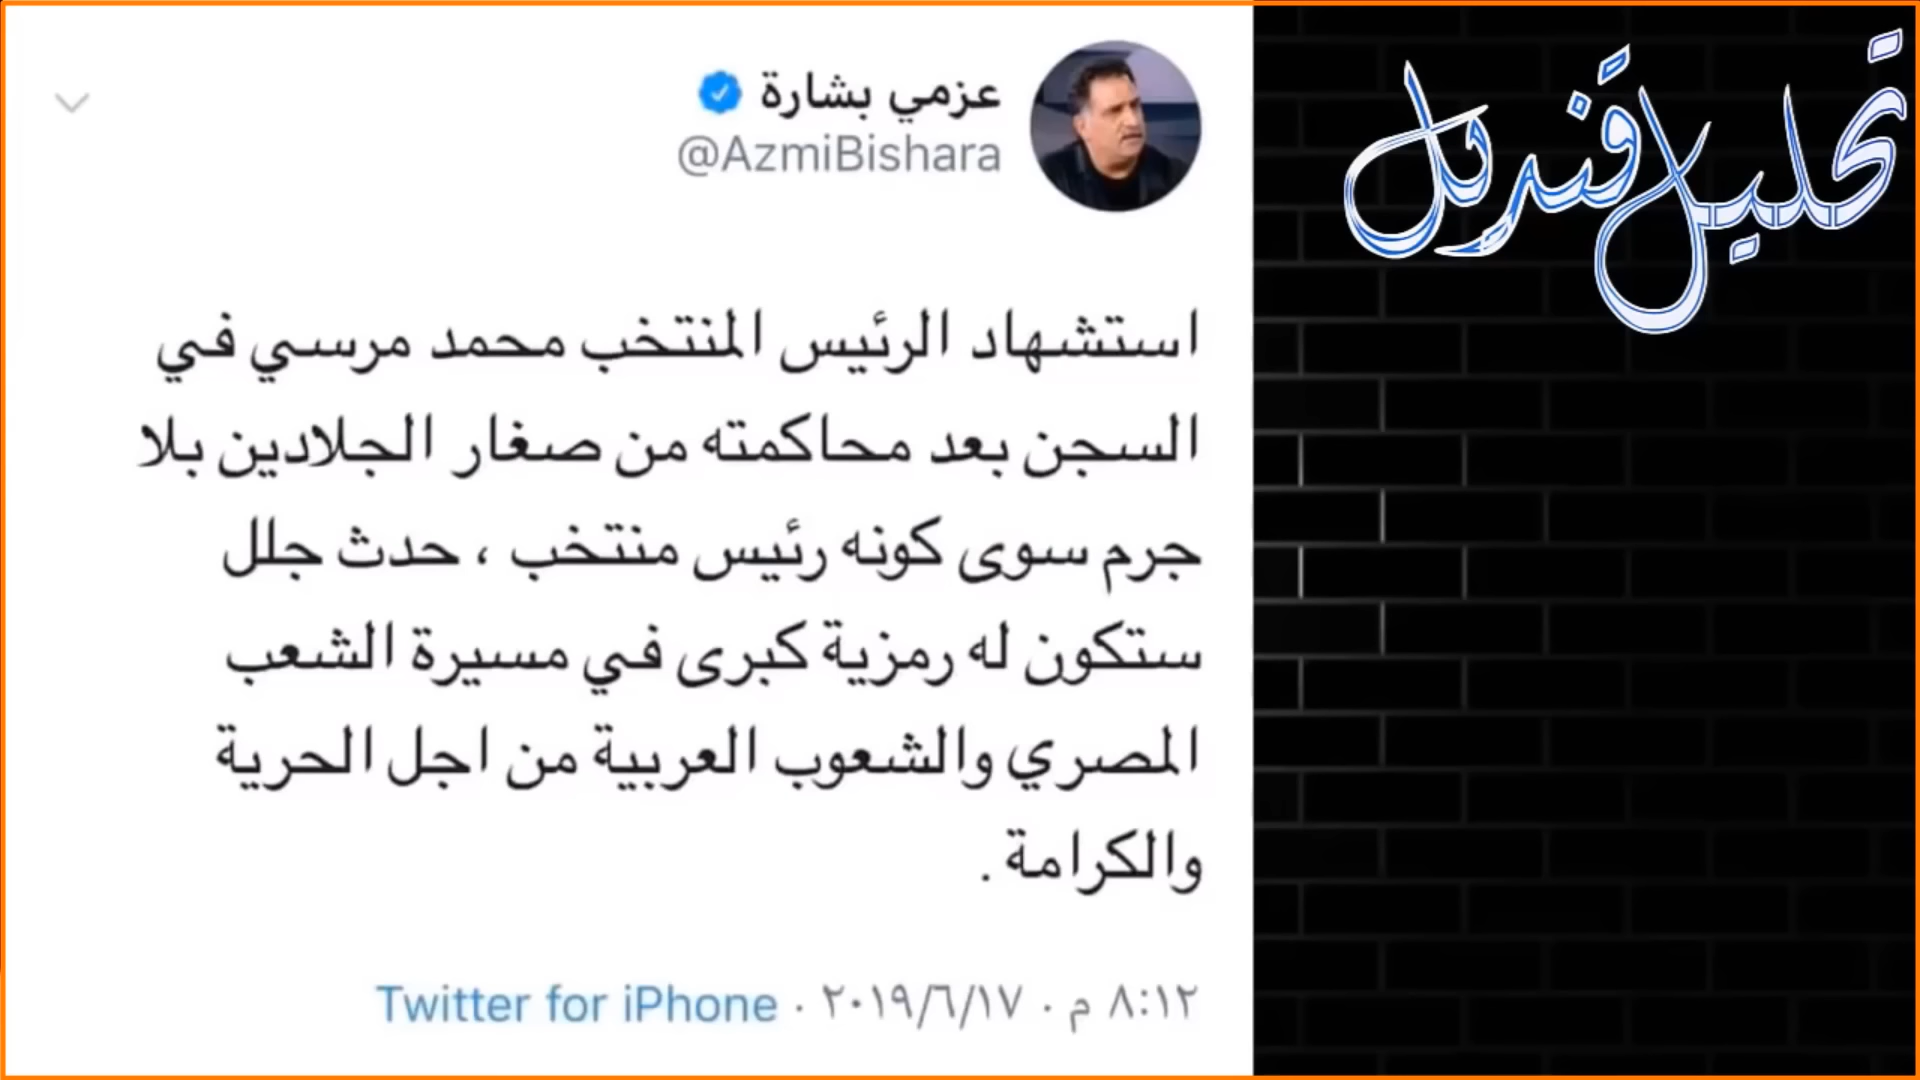 عزمي بشارة
@AzmiBishara
استشهاد الرئيس المنتخب محمد مرسي في
السجن بعد محاكمته من صغار الجلادين بلا
جرم سوى كونه رئيس منتخب ، حدث جلل
ستكون له رمزية كبرى في مسيرة الشعب
المصري والشعوب العربية من اجل الحرية
والكرامة .
٨:١٢ م · ٢٠١٩/٦/١٧ · Twitter for iPhone
تحليل قنديل